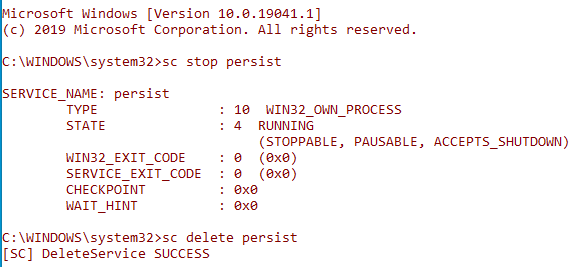 Microsoft Windows [Version 10.0.19041.1]
(c) 2019 Microsoft Corporation. All rights reserved.
C:\WINDOWS\system32>sc stop persist
SERVICE_NAME: persist
        TYPE               : 10  WIN32_OWN_PROCESS
        STATE              : 4  RUNNING
                                (STOPPABLE, PAUSABLE, ACCEPTS_SHUTDOWN)
        WIN32_EXIT_CODE    : 0  (0x0)
        SERVICE_EXIT_CODE  : 0  (0x0)
        CHECKPOINT         : 0x0
        WAIT_HINT          : 0x0
C:\WINDOWS\system32>sc delete persist
[SC] DeleteService SUCCESS